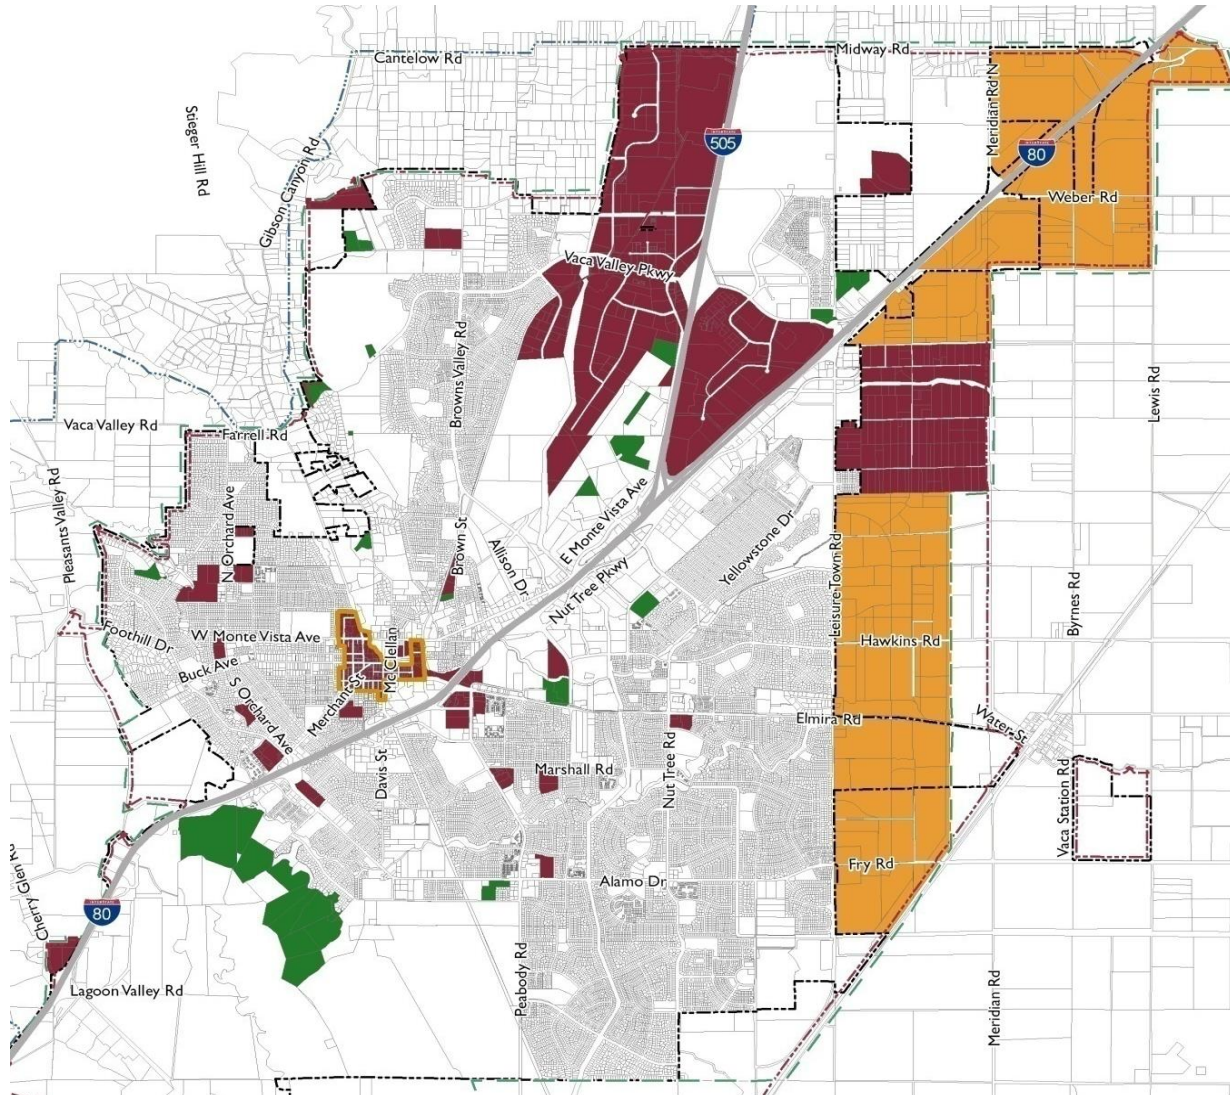 Cantelow Rd
Midway Rd
Stieger Hill Rd
Gibson Canyon Rd
505
Meridian Rd N
80
Weber Rd
Vaca Valley Pkwy
Browns Valley Rd
Vaca Valley Rd
Farrell Rd
Lewis Rd
Pleasants Valley Rd
N Orchard Ave
Brown St
Allison Dr
E Monte Vista Ave
Nut Tree Pkwy
Yellowstone Dr
Leisure Town Rd
Byrnes Rd
Foothill Dr
W Monte Vista Ave
McClellan
Hawkins Rd
Buck Ave
S Orchard Ave
Merchant St
Elmira Rd
Water St
Davis St
Marshall Rd
Nut Tree Rd
Vaca Station Rd
Fry Rd
Alamo Dr
Cherry Glen Rd
80
Lagoon Valley Rd
Peabody Rd
Meridian Rd